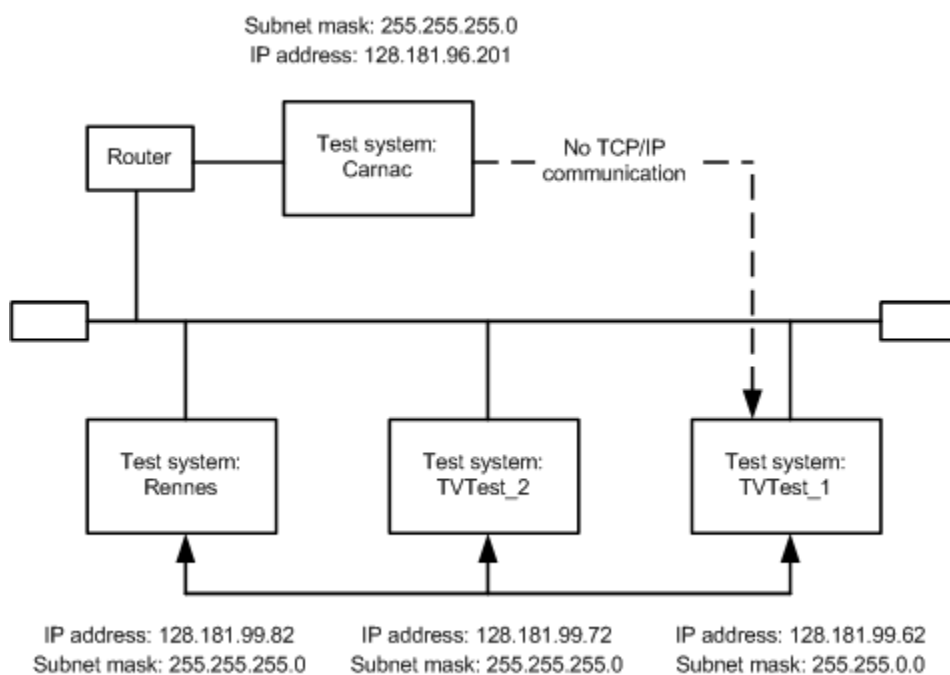 Subnet mask: 255.255.255.0
IP address: 128.181.96.201
Router
Test system:
Carnac
No TCP/IP
communication
Test system:
Rennes
Test system:
TVTest_2
Test system:
TVTest_1
IP address: 128.181.99.82
Subnet mask: 255.255.255.0
IP address: 128.181.99.72
Subnet mask: 255.255.255.0
IP address: 128.181.99.62
Subnet mask: 255.255.0.0